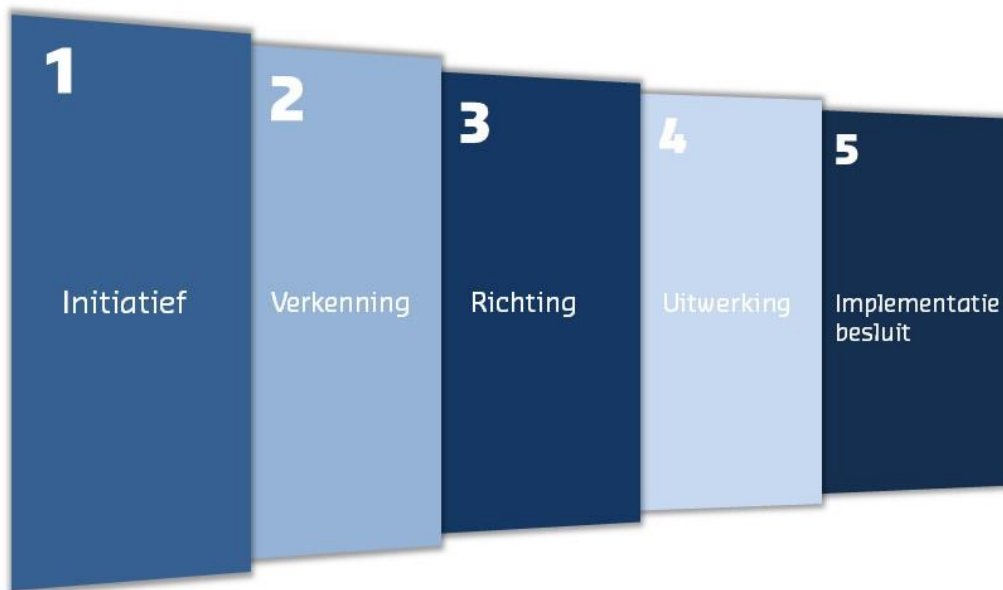 1
Initiatief
2
Verkenning
3
Richting
4
Uitwerking
5
Implementatie
besluit